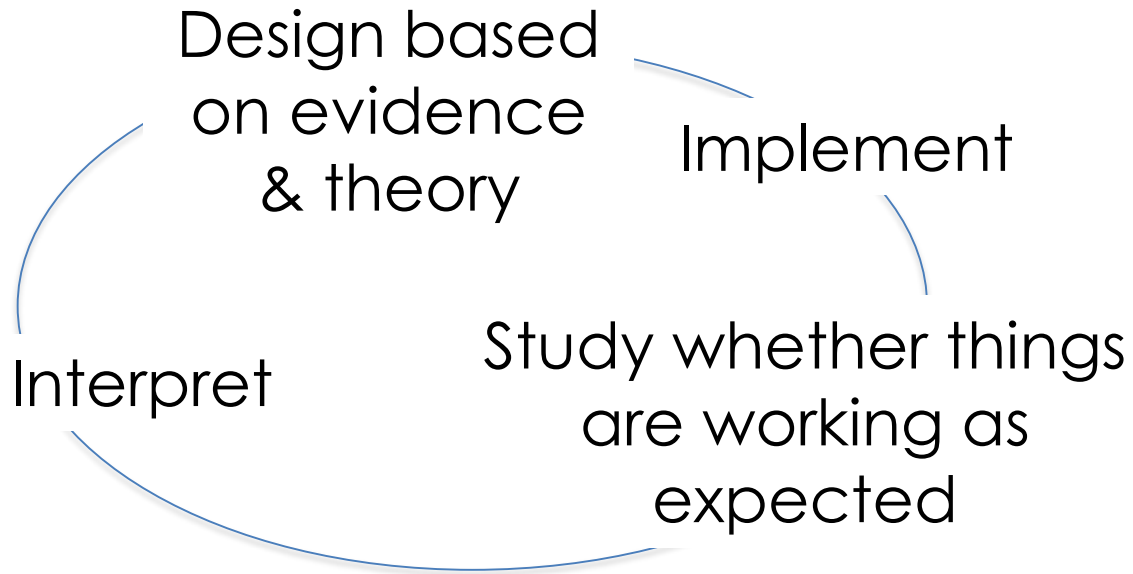 Design based
on evidence
& theory
Implement
Study whether things
are working as
expected
Interpret